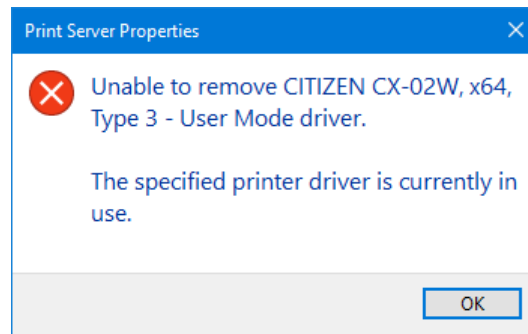 Print Server Properties
Unable to remove CITIZEN CX-02W, x64,
Type 3 - User Mode driver.
The specified printer driver is currently in
use.
OK